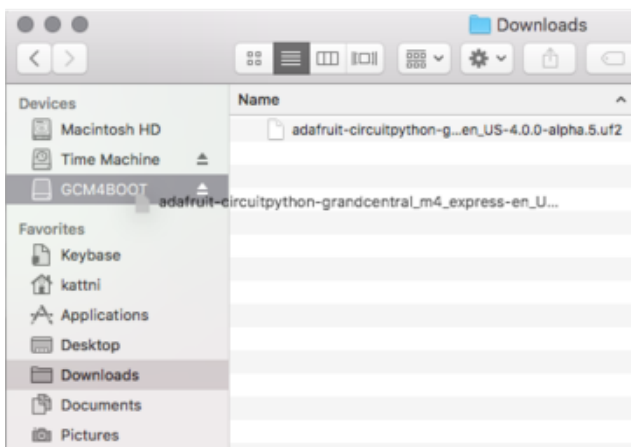 Downloads
Devices
Macintosh HD
Time Machine
GCM4BOOT
Favorites
Keybase
kattni
Applications
Desktop
Downloads
Documents
Pictures
Name
adafruit-circuitpython-g...en_US-4.0.0-alpha.5.uf2
adafruit-circuitpython-grandcentral_m4_express-en_U...